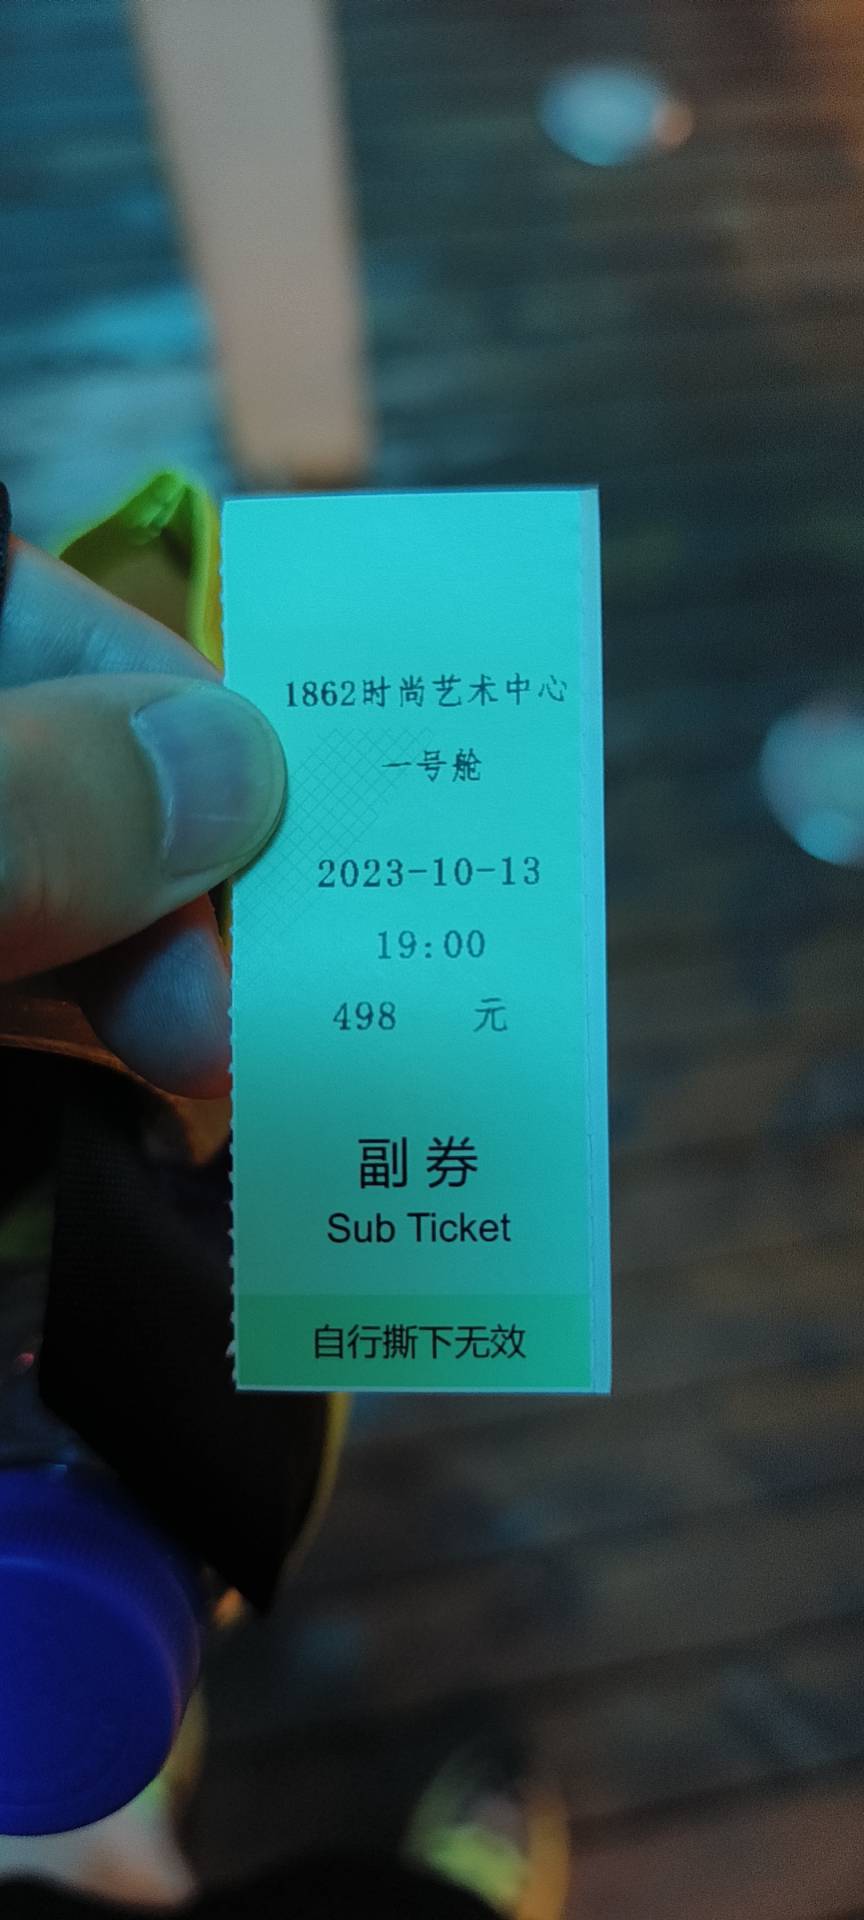 1862时尚艺术中心
一号舱
2023-10-13
19:00
498 元
副券
Sub Ticket
自行撕下无效